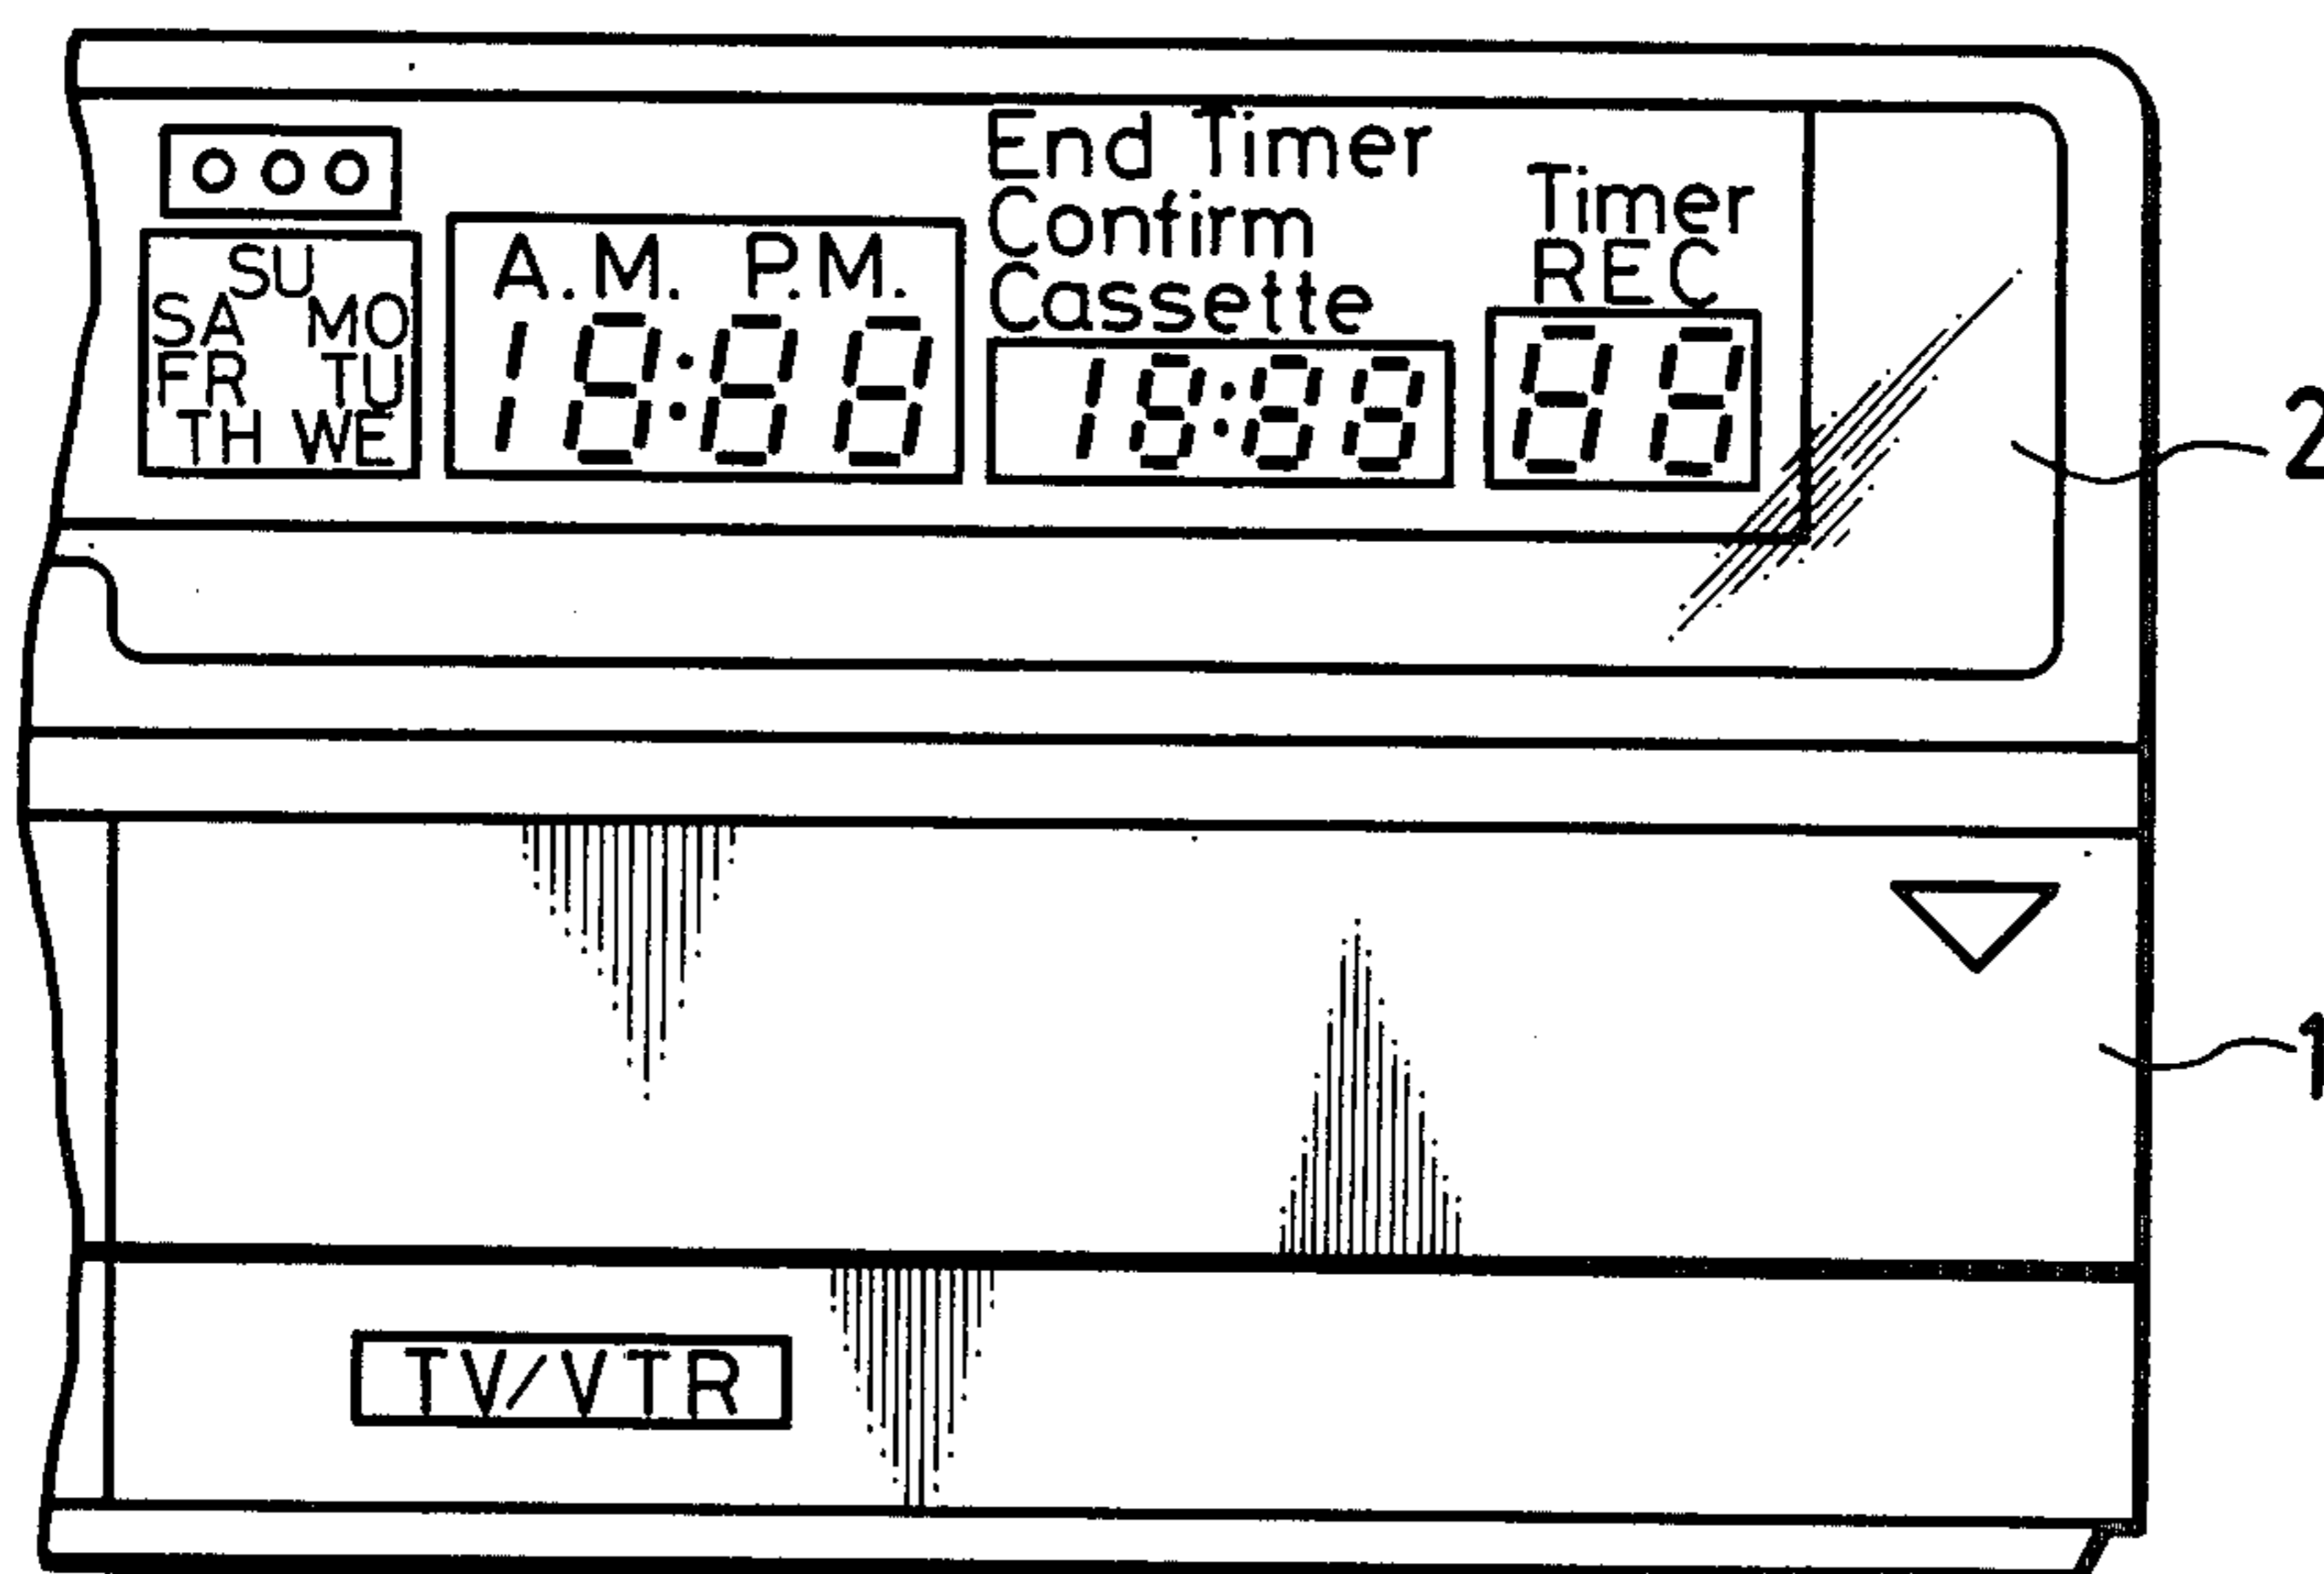 End Timer
Confirm
Cassette
Timer
REC
SU
SA MO
FR TU
TH WE
A.M. P.M.
18:88
18:88
88
2
1
TV/VTR